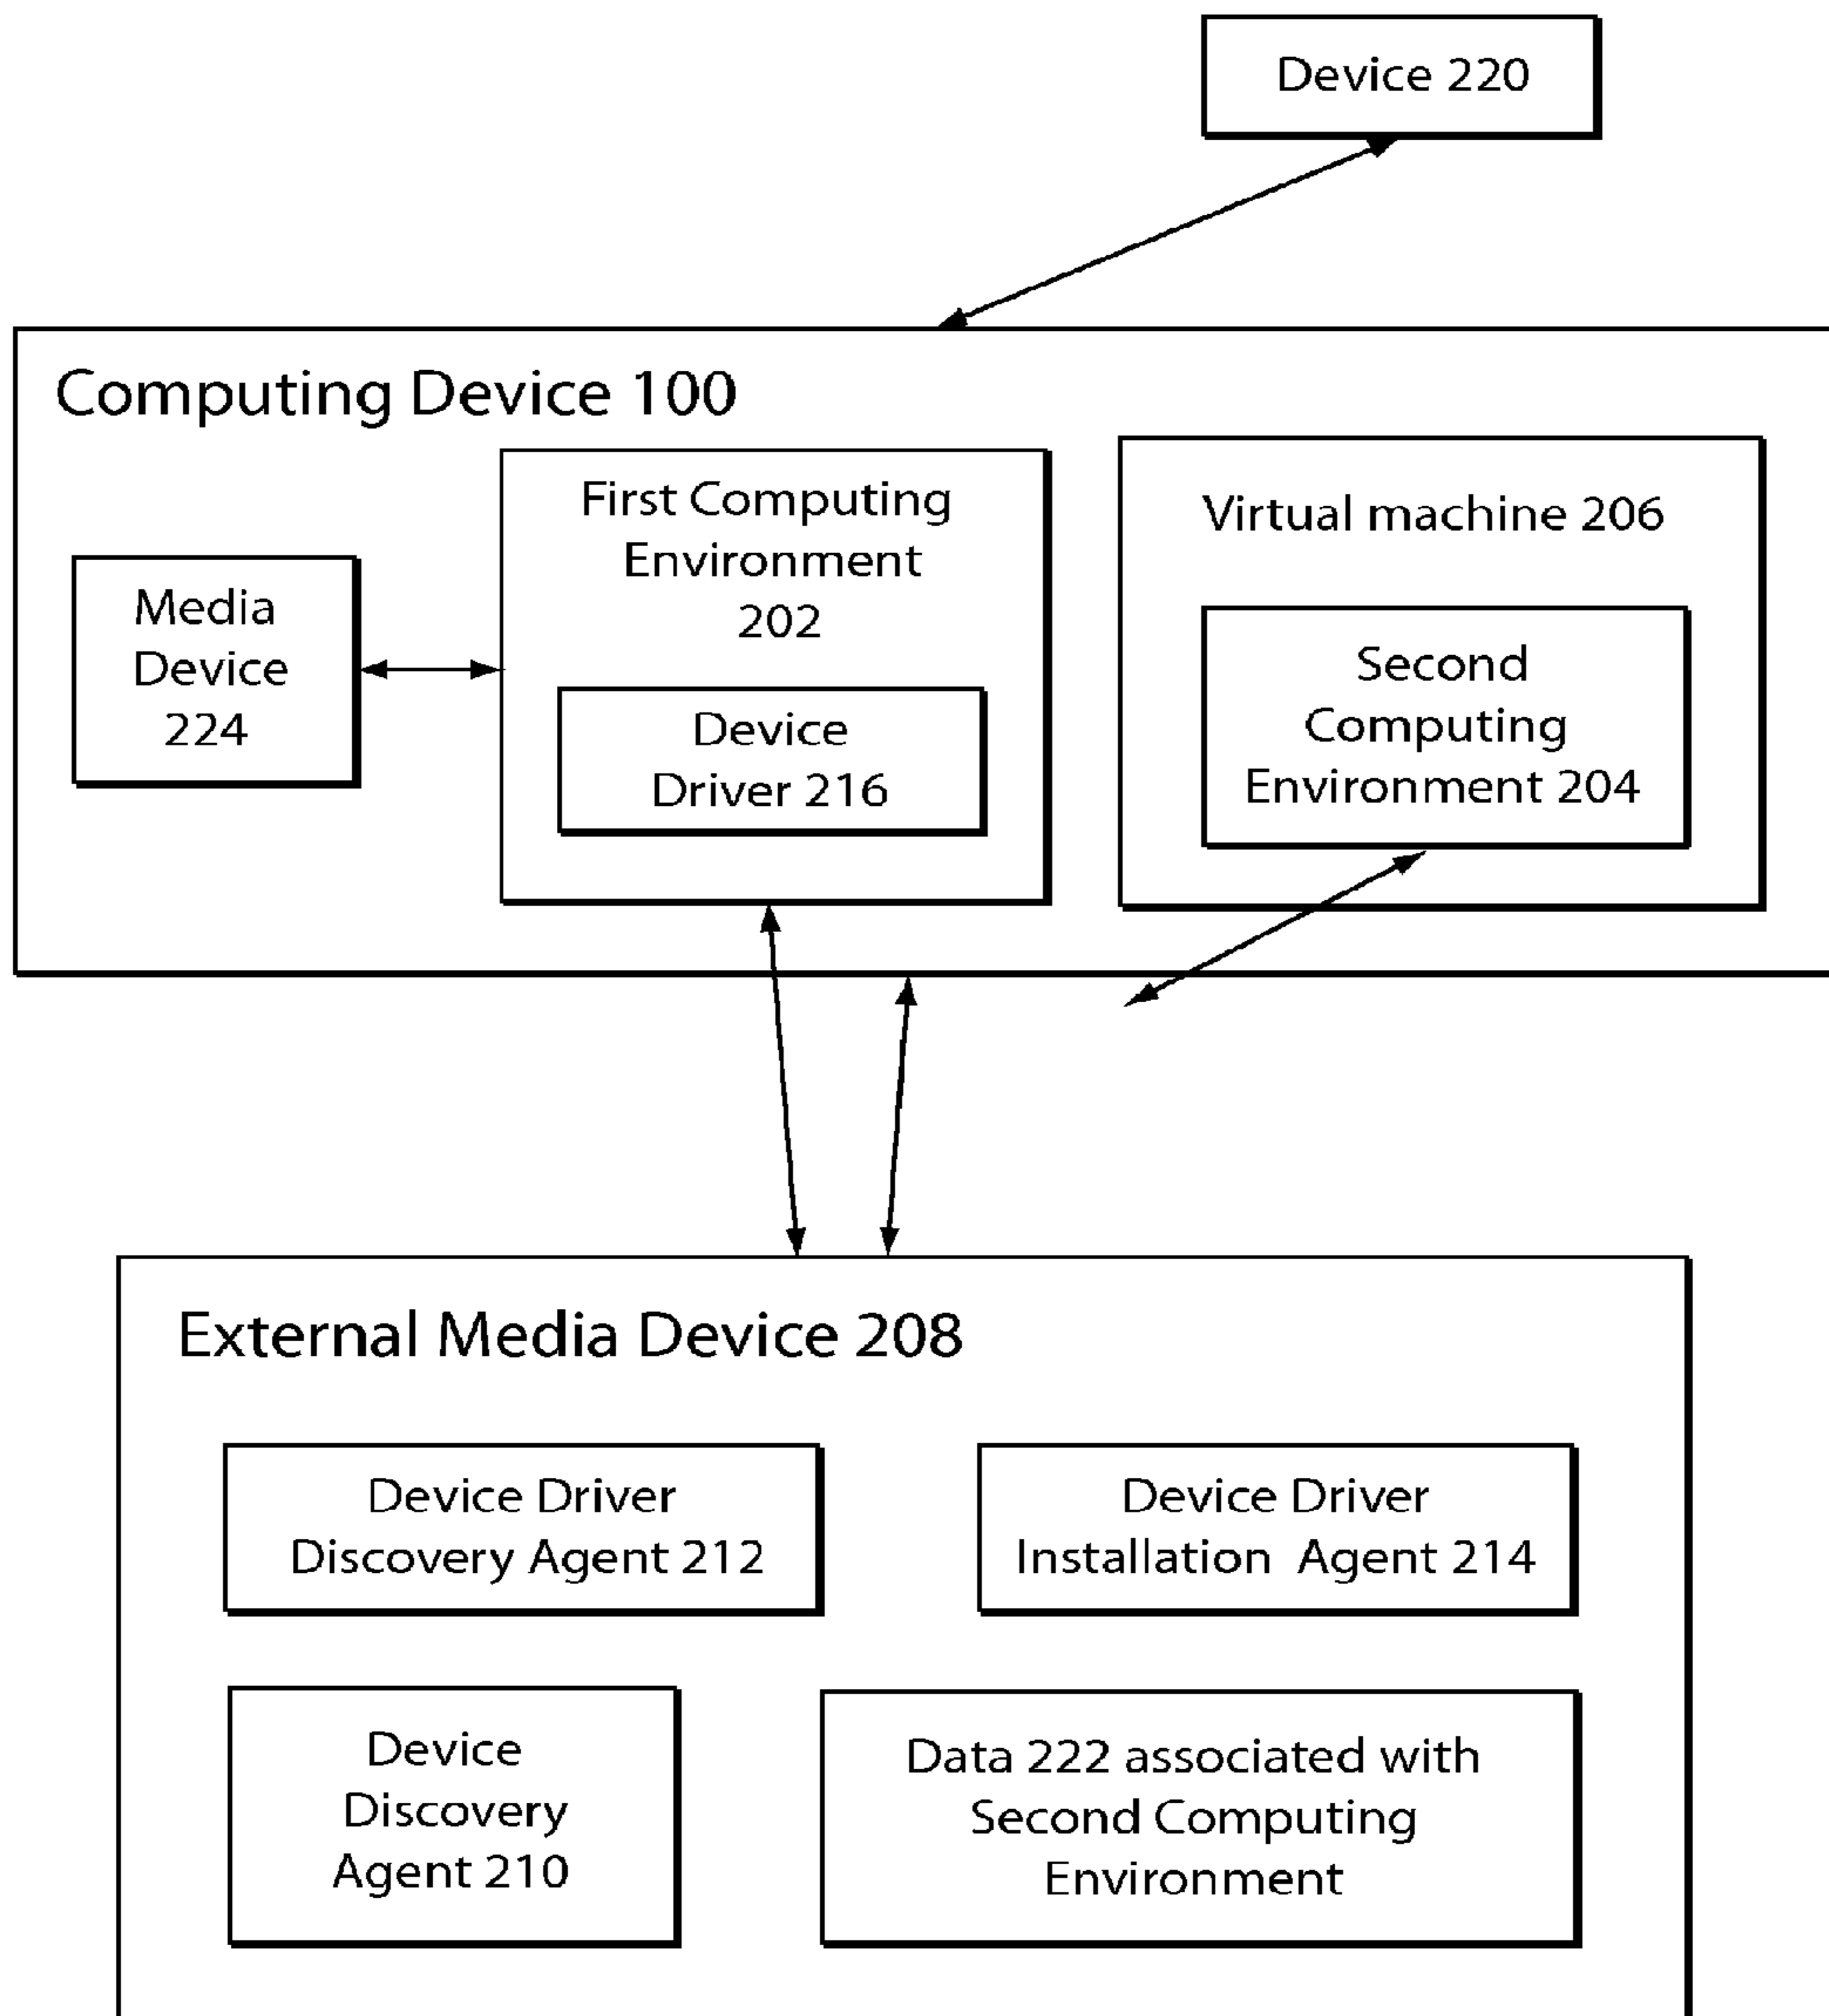 Device 220
Computing Device 100
First Computing
Environment
202
Virtual machine 206
Media
Device
224
Device
Driver 216
Second
Computing
Environment 204
External Media Device 208
Device Driver
Discovery Agent 212
Device Driver
Installation Agent 214
Device
Discovery
Agent 210
Data 222 associated with
Second Computing
Environment